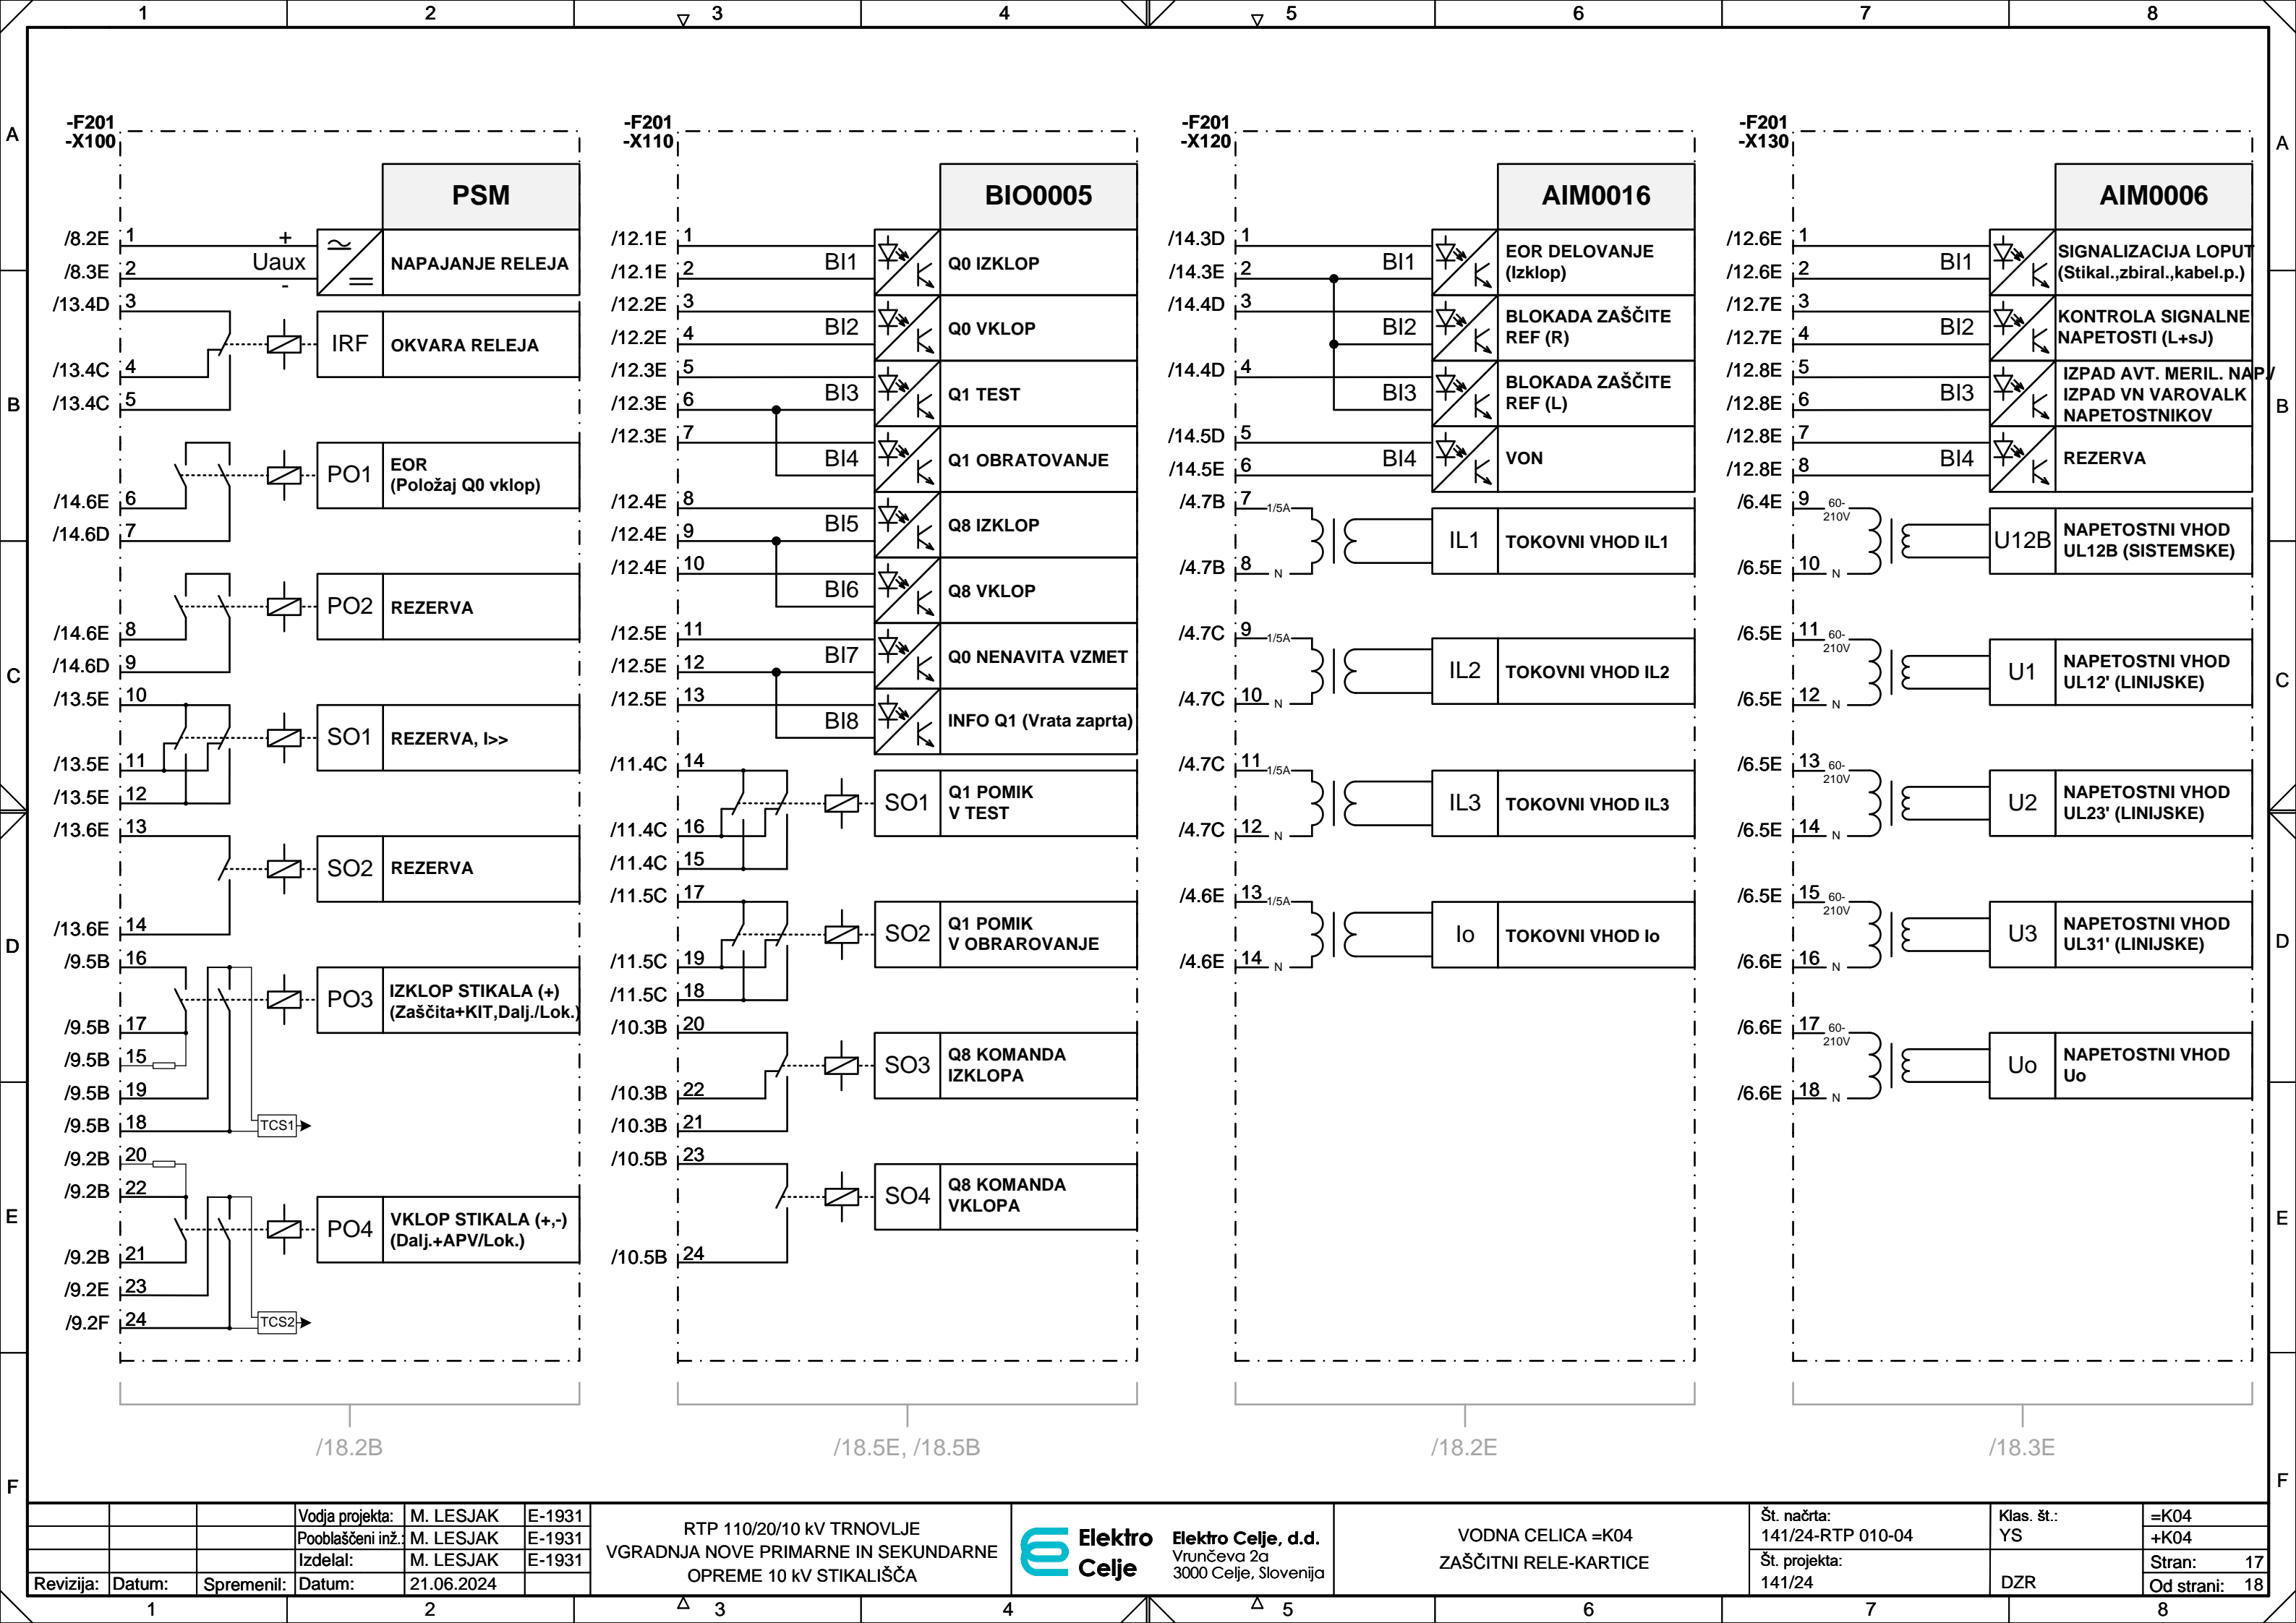 1 2 3 4 5 6 7 8
A B C D E F
-F201
-X100
PSM
/8.2E 1 + Uaux
/8.3E 2 -
NAPAJANJE RELEJA
/13.4D 3
/13.4C 4
/13.4C 5
IRF OKVARA RELEJA
/14.6E 6
/14.6D 7
PO1 EOR
(Položaj Q0 vklop)
/14.6E 8
/14.6D 9
PO2 REZERVA
/13.5E 10
/13.5E 11
/13.5E 12
SO1 REZERVA, I>>
/13.6E 13
/13.6E 14
SO2 REZERVA
/9.5B 16
/9.5B 17
/9.5B 15
/9.5B 19
/9.5B 18
TCS1
PO3 IZKLOP STIKALA (+)
(Zaščita+KIT,Dalj./Lok.)
/9.2B 20
/9.2B 22
/9.2B 21
/9.2E 23
/9.2F 24
TCS2
PO4 VKLOP STIKALA (+,-)
(Dalj.+APV/Lok.)
/18.2B
-F201
-X110
BIO0005
/12.1E 1
/12.1E 2
BI1 Q0 IZKLOP
/12.2E 3
/12.2E 4
BI2 Q0 VKLOP
/12.3E 5
/12.3E 6
BI3 Q1 TEST
/12.3E 7
BI4 Q1 OBRATOVANJE
/12.4E 8
/12.4E 9
BI5 Q8 IZKLOP
/12.4E 10
BI6 Q8 VKLOP
/12.5E 11
/12.5E 12
BI7 Q0 NENAVITA VZMET
/12.5E 13
BI8 INFO Q1 (Vrata zaprta)
/11.4C 14
/11.4C 16
/11.4C 15
SO1 Q1 POMIK
V TEST
/11.5C 17
/11.5C 19
/11.5C 18
SO2 Q1 POMIK
V OBRAROVANJE
/10.3B 20
/10.3B 22
/10.3B 21
SO3 Q8 KOMANDA
IZKLOPA
/10.5B 23
/10.5B 24
SO4 Q8 KOMANDA
VKLOPA
/18.5E, /18.5B
-F201
-X120
AIM0016
/14.3D 1
/14.3E 2
BI1 EOR DELOVANJE
(Izklop)
/14.4D 3
BI2 BLOKADA ZAŠČITE
REF (R)
/14.4D 4
BI3 BLOKADA ZAŠČITE
REF (L)
/14.5D 5
/14.5E 6
BI4 VON
/4.7B 7 1/5A
/4.7B 8 N
IL1 TOKOVNI VHOD IL1
/4.7C 9 1/5A
/4.7C 10 N
IL2 TOKOVNI VHOD IL2
/4.7C 11 1/5A
/4.7C 12 N
IL3 TOKOVNI VHOD IL3
/4.6E 13 1/5A
/4.6E 14 N
Io TOKOVNI VHOD Io
/18.2E
-F201
-X130
AIM0006
/12.6E 1
/12.6E 2
BI1 SIGNALIZACIJA LOPUT
(Stikal.,zbiral.,kabel.p.)
/12.7E 3
/12.7E 4
BI2 KONTROLA SIGNALNE
NAPETOSTI (L+sJ)
/12.8E 5
/12.8E 6
BI3 IZPAD AVT. MERIL. NAP./
IZPAD VN VAROVALK
NAPETOSTNIKOV
/12.8E 7
/12.8E 8
BI4 REZERVA
/6.4E 9 60-
210V
/6.5E 10 N
U12B NAPETOSTNI VHOD
UL12B (SISTEMSKE)
/6.5E 11 60-
210V
/6.5E 12 N
U1 NAPETOSTNI VHOD
UL12' (LINIJSKE)
/6.5E 13 60-
210V
/6.5E 14 N
U2 NAPETOSTNI VHOD
UL23' (LINIJSKE)
/6.5E 15 60-
210V
/6.6E 16 N
U3 NAPETOSTNI VHOD
UL31' (LINIJSKE)
/6.6E 17 60-
210V
/6.6E 18 N
Uo NAPETOSTNI VHOD
Uo
/18.3E
A B C D E F
Vodja projekta: M. LESJAK E-1931
Pooblaščeni inž.: M. LESJAK E-1931
Izdelal: M. LESJAK E-1931
Revizija: Datum: Spremenil: Datum: 21.06.2024
RTP 110/20/10 kV TRNOVLJE
VGRADNJA NOVE PRIMARNE IN SEKUNDARNE
OPREME 10 kV STIKALIŠČA
Elektro
Celje
Elektro Celje, d.d.
Vrunčeva 2a
3000 Celje, Slovenija
VODNA CELICA =K04
ZAŠČITNI RELE-KARTICE
Št. načrta:
141/24-RTP 010-04
Št. projekta:
141/24
Klas. št.:
YS
DZR
=K04
+K04
Stran: 17
Od strani: 18
1 2 3 4 5 6 7 8